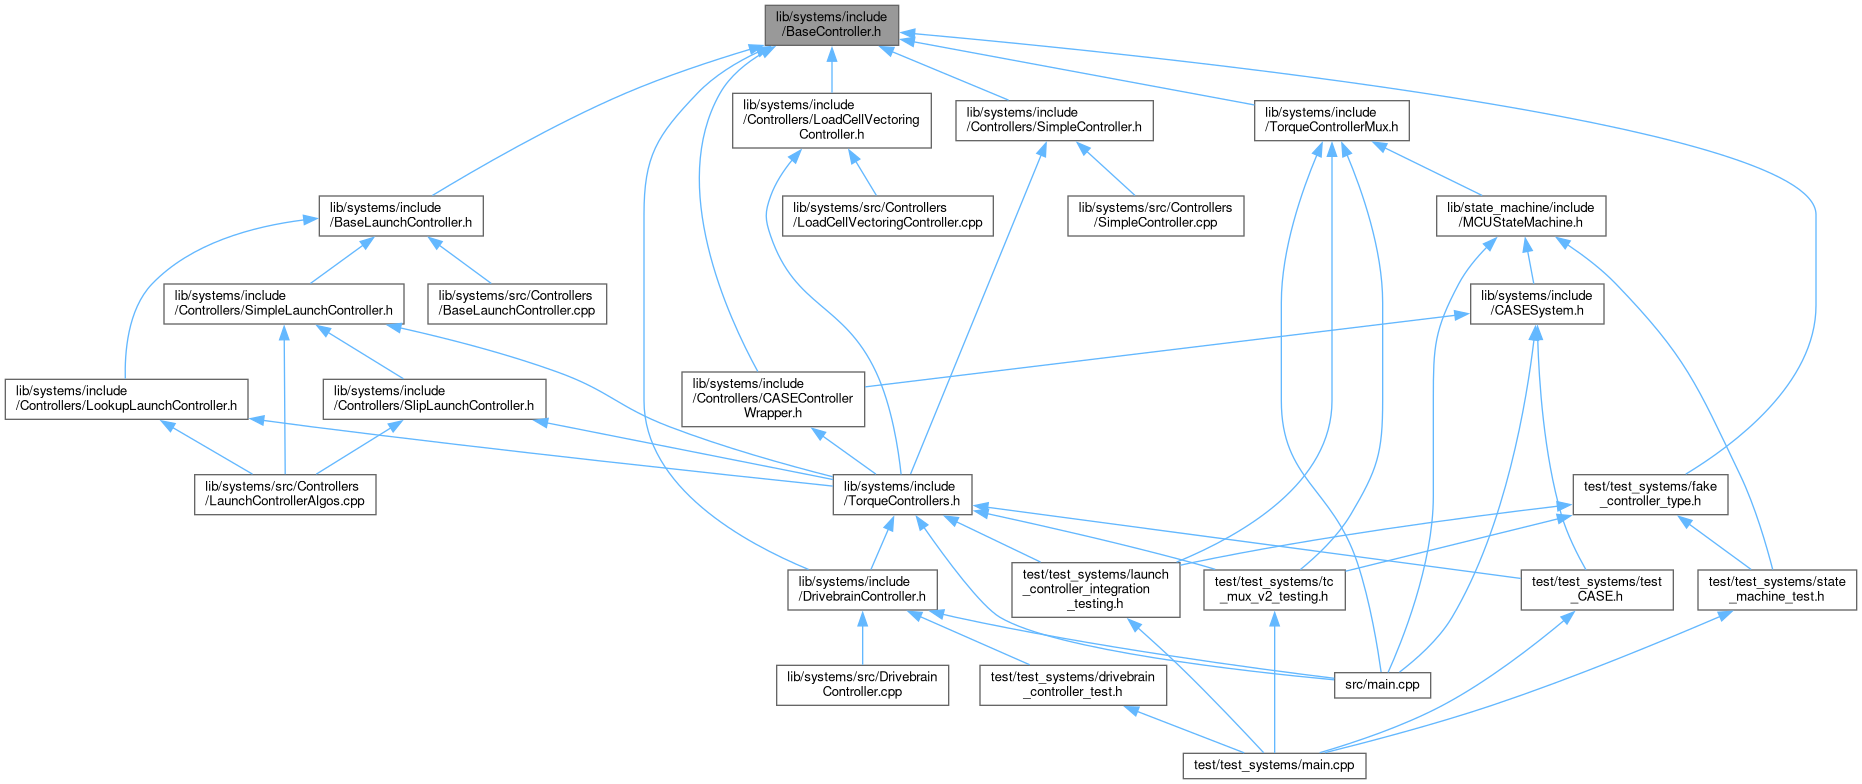 lib/systems/include
/BaseController.h
lib/systems/include
/Controllers/LoadCellVectoring
Controller.h
lib/systems/include
/Controllers/SimpleController.h
lib/systems/include
/TorqueControllerMux.h
lib/systems/include
/BaseLaunchController.h
lib/systems/src/Controllers
/LoadCellVectoringController.cpp
lib/systems/src/Controllers
/SimpleController.cpp
lib/state_machine/include
/MCUStateMachine.h
lib/systems/include
/Controllers/SimpleLaunchController.h
lib/systems/src/Controllers
/BaseLaunchController.cpp
lib/systems/include
/CASESystem.h
lib/systems/include
/Controllers/LookupLaunchController.h
lib/systems/include
/Controllers/SlipLaunchController.h
lib/systems/include
/Controllers/CASEController
Wrapper.h
lib/systems/src/Controllers
/LaunchControllerAlgos.cpp
lib/systems/include
/TorqueControllers.h
test/test_systems/fake
_controller_type.h
lib/systems/include
/DrivebrainController.h
test/test_systems/launch
_controller_integration
_testing.h
test/test_systems/tc
_mux_v2_testing.h
test/test_systems/test
_CASE.h
test/test_systems/state
_machine_test.h
lib/systems/src/Drivebrain
Controller.cpp
test/test_systems/drivebrain
_controller_test.h
src/main.cpp
test/test_systems/main.cpp